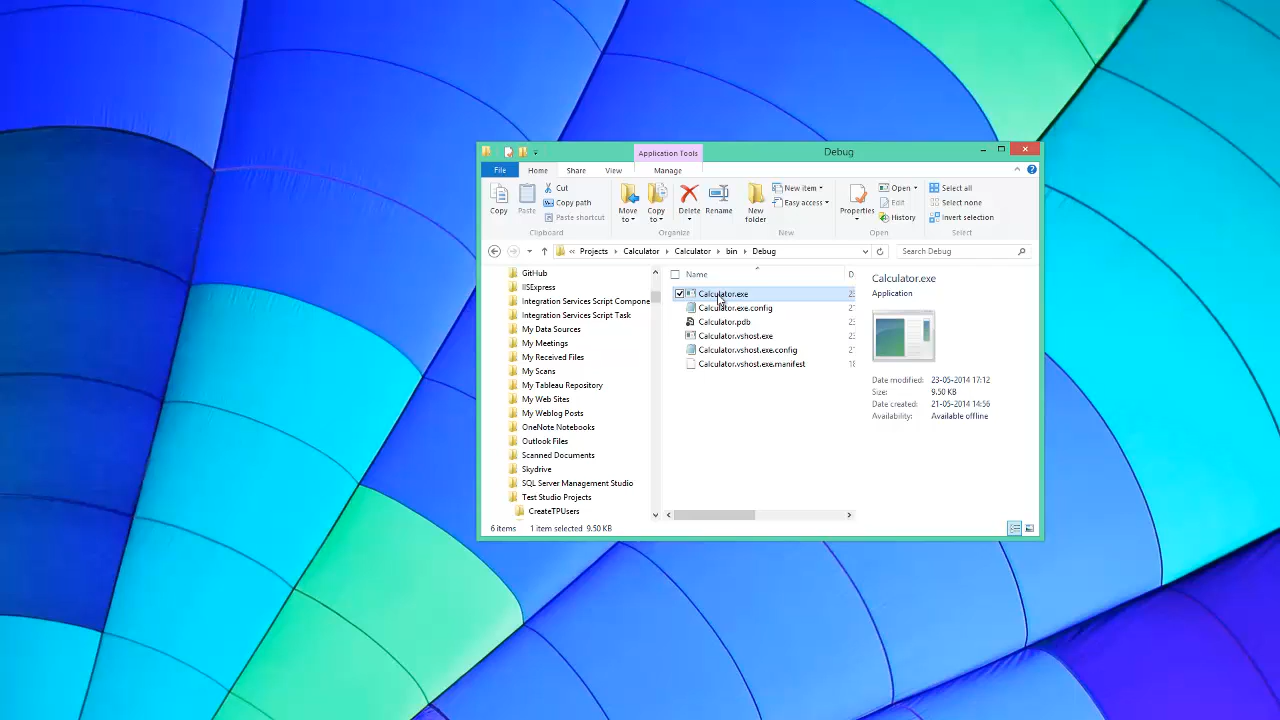 Application Tools
Debug
File
Home
Share
View
Manage
Copy
Paste
Cut
Copy path
Paste shortcut
Clipboard
Move to
Copy to
Delete
Rename
Organize
New folder
New item
Easy access
New
Properties
Open
Edit
History
Open
Select all
Select none
Invert selection
Select
« Projects Calculator Calculator bin Debug
Search Debug
GitHub
IISExpress
Integration Services Script Compone
Integration Services Script Task
My Data Sources
My Meetings
My Received Files
My Scans
My Tableau Repository
My Web Sites
My Weblog Posts
OneNote Notebooks
Outlook Files
Scanned Documents
Skydrive
SQL Server Management Studio
Test Studio Projects
CreateTPUsers
Name
D
Calculator.exe
Calculator.exe.config
Calculator.pdb
Calculator.vshost.exe
Calculator.vshost.exe.config
Calculator.vshost.exe.manifest
Calculator.exe
Application
Date modified: 23-05-2014 17:12
Size: 9.50 KB
Date created: 21-05-2014 14:56
Availability: Available offline
6 items 1 item selected 9.50 KB